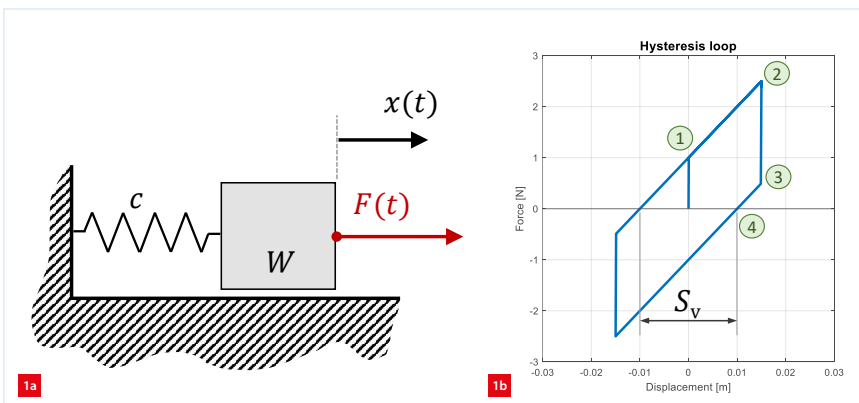 x(t)
c
F(t)
W
1a
Hysteresis loop
3
2
1
0
-1
-2
-3
Force [N]
1
2
3
4
S_v
-0.03
-0.02
-0.01
0
0.01
0.02
0.03
Displacement [m]
1b